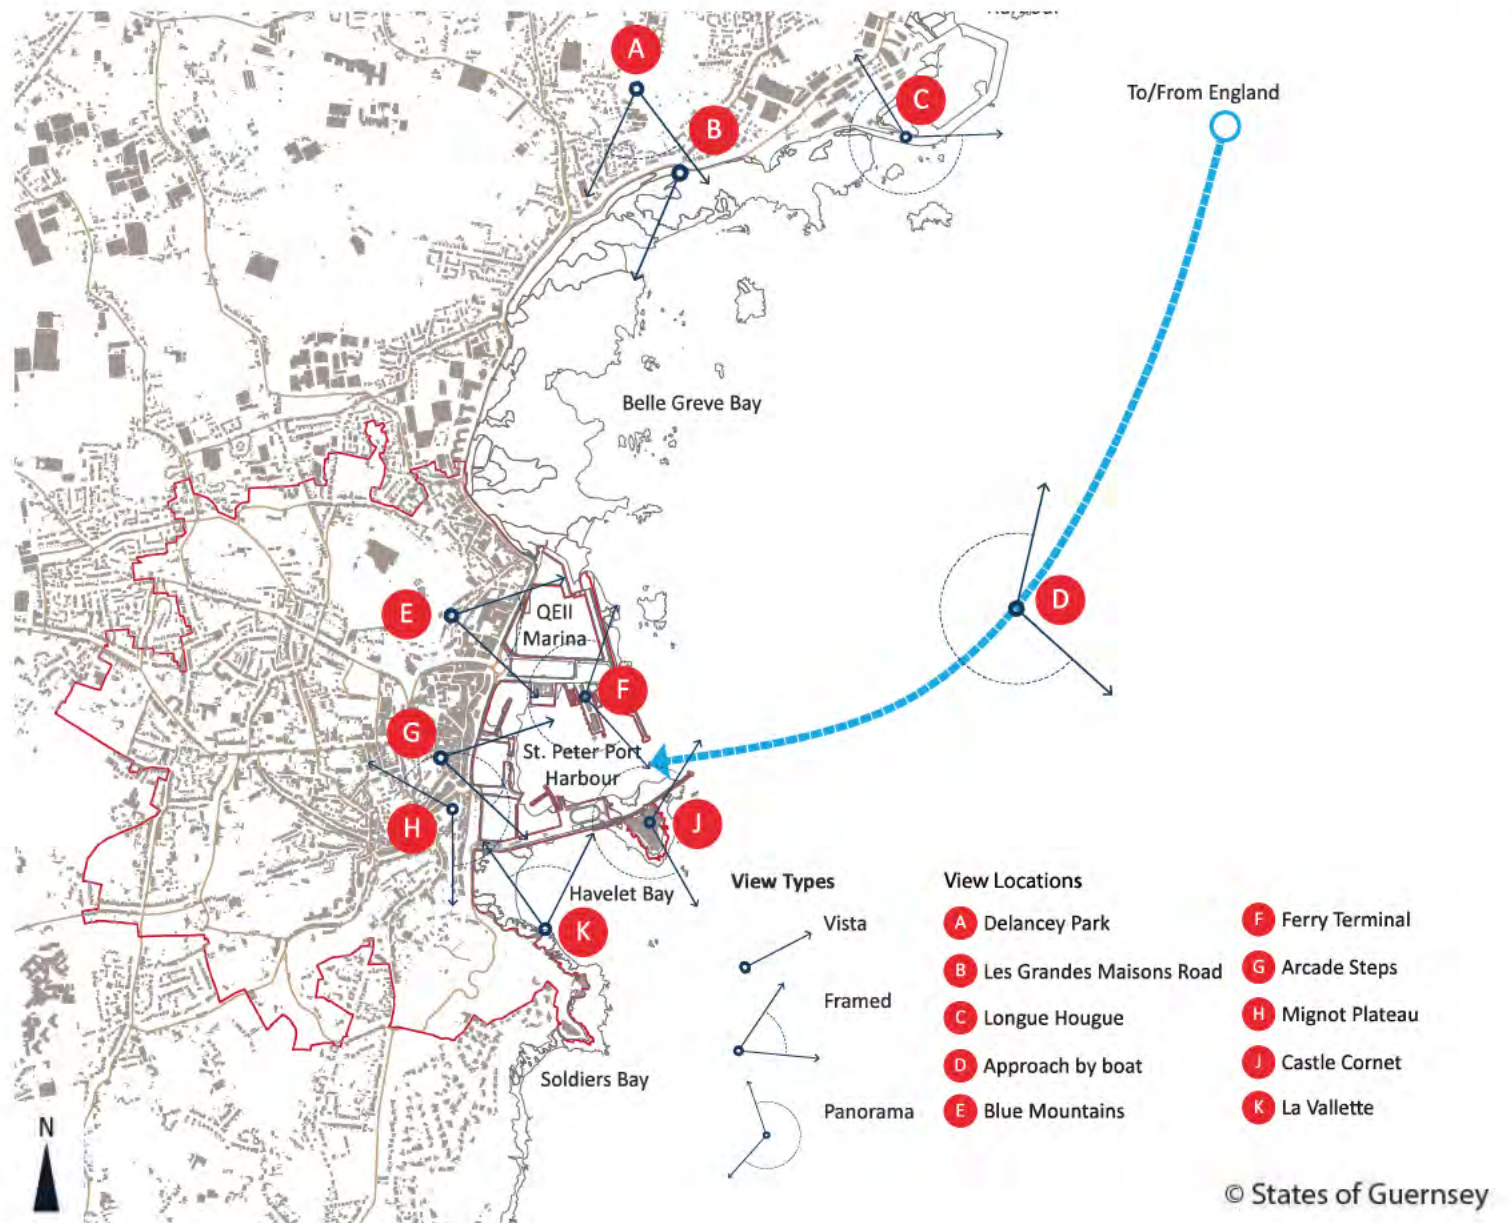 A
B
C
To/From England
Belle Greve Bay
D
E
QEII
Marina
F
G
St. Peter Port
Harbour
H
J
Havelet Bay
K
Soldiers Bay
N
View Types
Vista
Framed
Panorama
View Locations
A Delancey Park
B Les Grandes Maisons Road
C Longue Hougue
D Approach by boat
E Blue Mountains
F Ferry Terminal
G Arcade Steps
H Mignot Plateau
J Castle Cornet
K La Vallette
© States of Guernsey